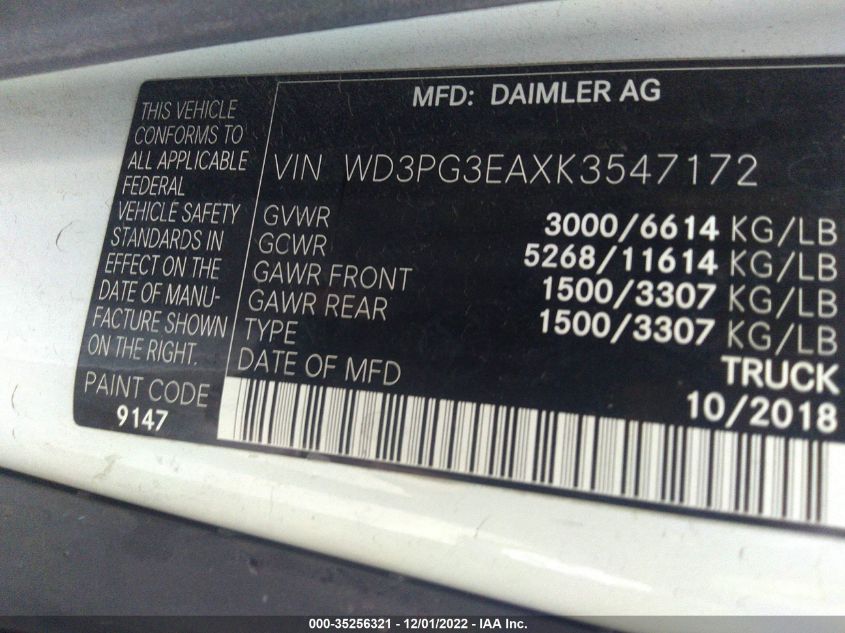 MFD: DAIMLER AG
THIS VEHICLE
CONFORMS TO
ALL APPLICABLE
FEDERAL
VEHICLE SAFETY
STANDARDS IN
EFFECT ON THE
DATE OF MANU-
FACTURE SHOWN
ON THE RIGHT.
PAINT CODE
9147
VIN WD3PG3EAXK3547172
GVWR 3000/6614 KG/LB
GCWR 5268/11614 KG/LB
GAWR FRONT 1500/3307 KG/LB
GAWR REAR 1500/3307 KG/LB
TYPE TRUCK
DATE OF MFD 10/2018
000-35256321 - 12/01/2022 - IAA Inc.